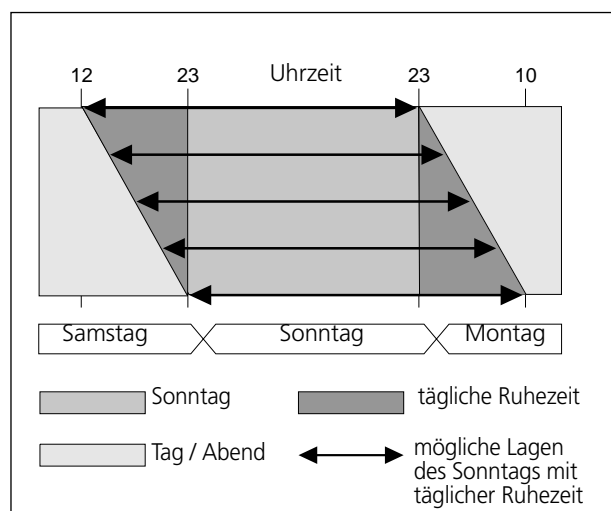 12 23 Uhrzeit 23 10
Samstag Sonntag Montag
Sonntag
tägliche Ruhezeit
Tag / Abend
mögliche Lagen
des Sonntags mit
täglicher Ruhezeit